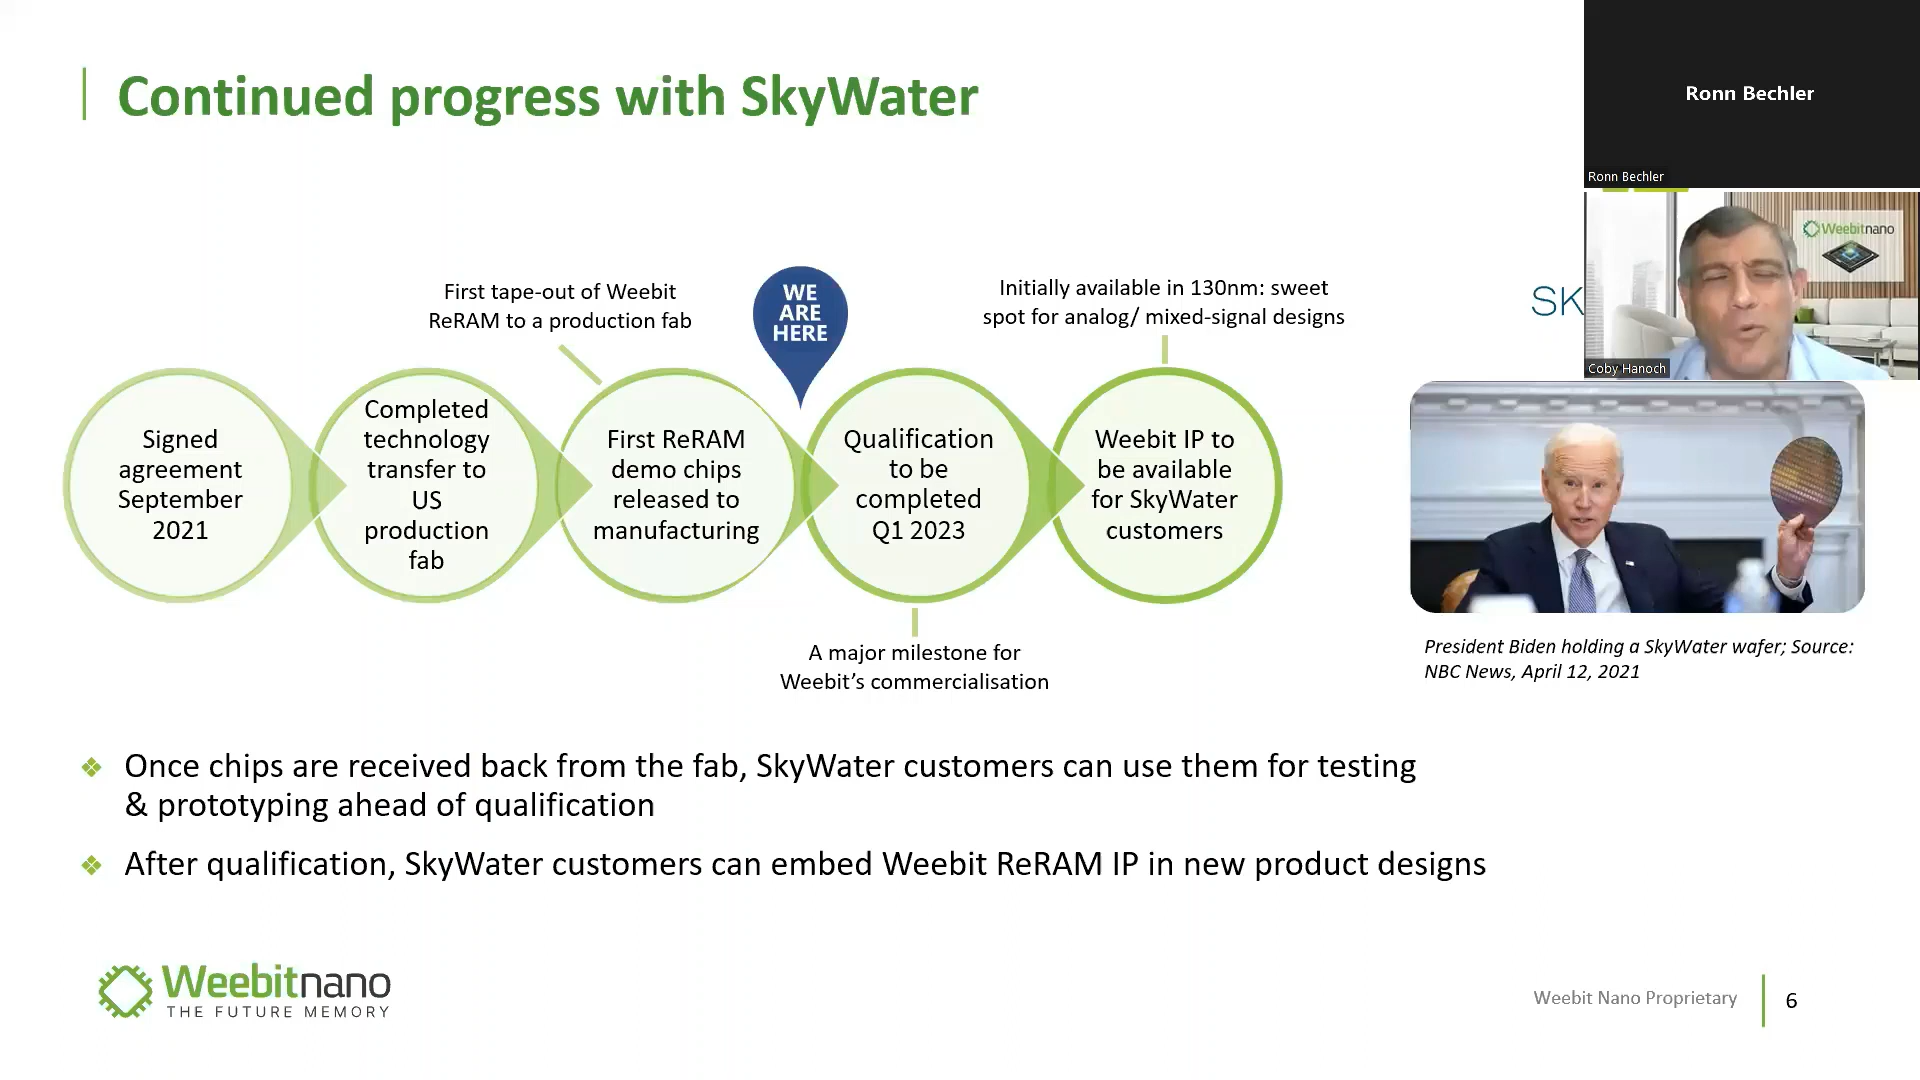 Continued progress with SkyWater
Ronn Bechler
Ronn Bechler
Weebitnano
Coby Hanoch
SK
First tape-out of Weebit
ReRAM to a production fab
WE
ARE
HERE
Initially available in 130nm: sweet
spot for analog/ mixed-signal designs
Signed
agreement
September
2021
Completed
technology
transfer to
US
production
fab
First ReRAM
demo chips
released to
manufacturing
Qualification
to be
completed
Q1 2023
Weebit IP to
be available
for SkyWater
customers
A major milestone for
Weebit’s commercialisation
President Biden holding a SkyWater wafer; Source:
NBC News, April 12, 2021
❖ Once chips are received back from the fab, SkyWater customers can use them for testing
& prototyping ahead of qualification
❖ After qualification, SkyWater customers can embed Weebit ReRAM IP in new product designs
Weebitnano
THE FUTURE MEMORY
Weebit Nano Proprietary
6